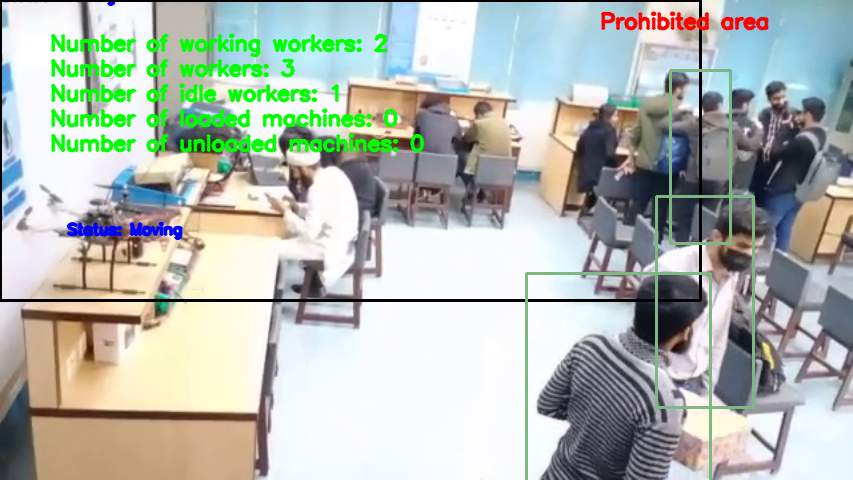 Prohibited area
Number of working workers: 2
Number of workers: 3
Number of idle workers: 1
Number of loaded machines: 0
Number of unloaded machines: 0
Status: Moving